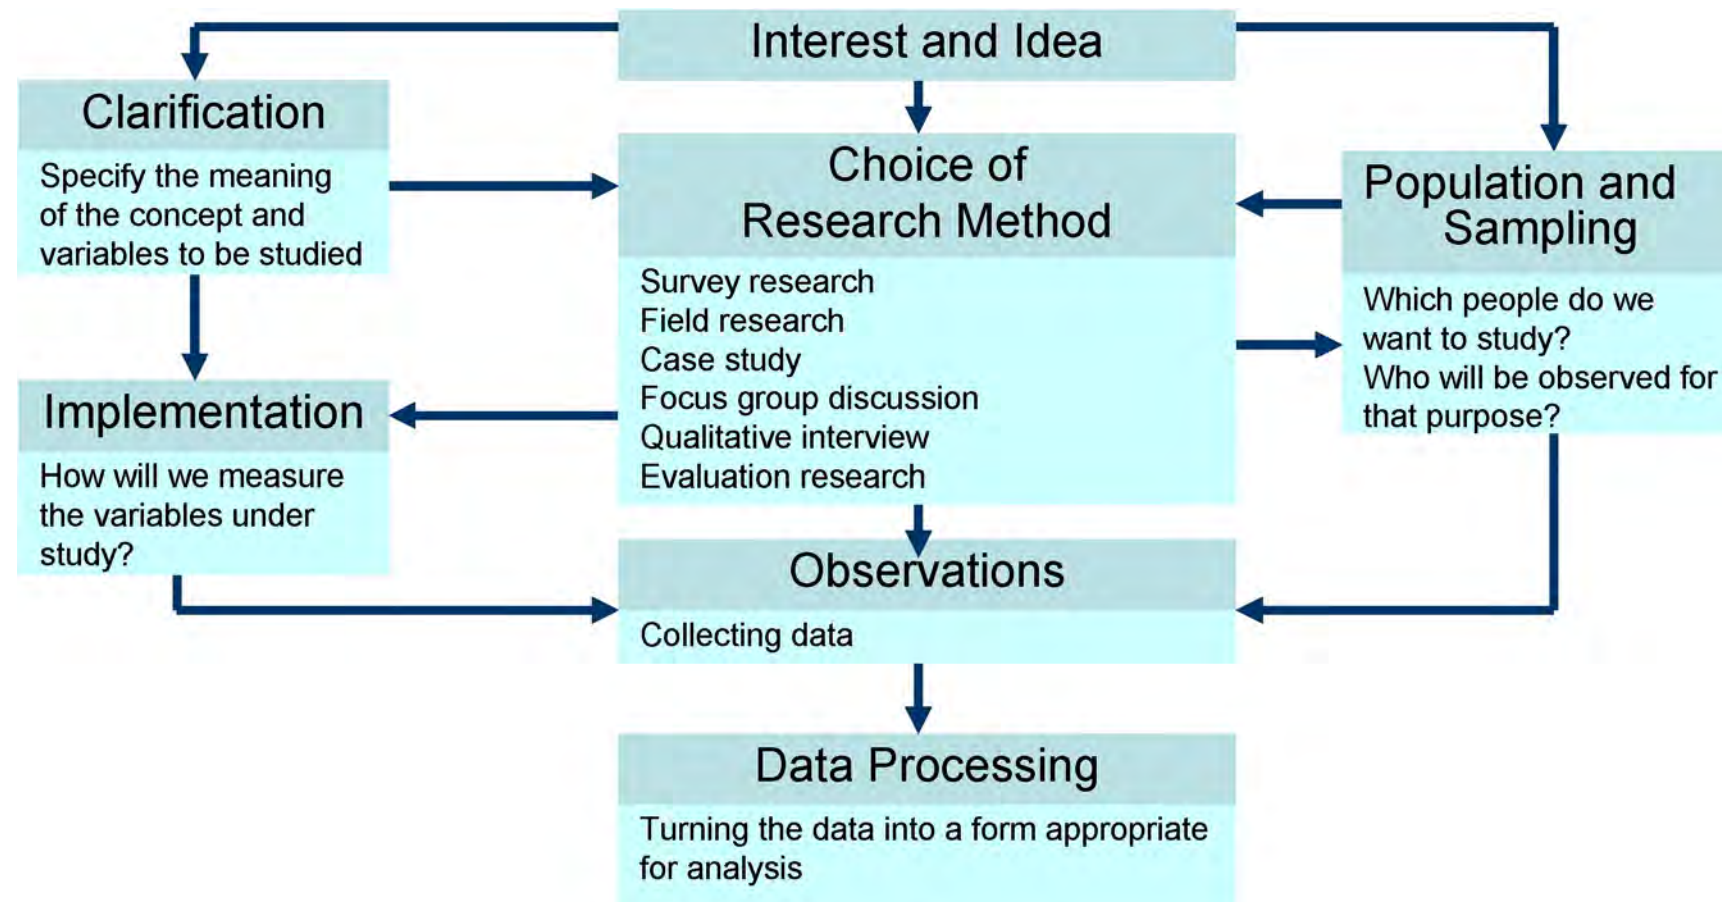 Interest and Idea
Clarification
Specify the meaning
of the concept and
variables to be studied
Choice of
Research Method
Survey research
Field research
Case study
Focus group discussion
Qualitative interview
Evaluation research
Population and
Sampling
Which people do we
want to study?
Who will be observed for
that purpose?
Implementation
How will we measure
the variables under
study?
Observations
Collecting data
Data Processing
Turning the data into a form appropriate
for analysis